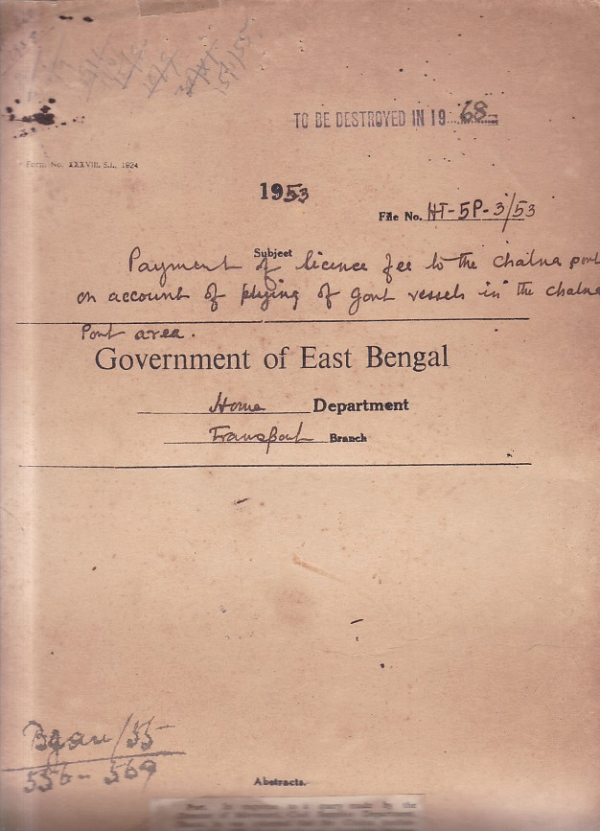 TO BE DESTROYED IN 19 68
Form No. XXXVIII, S.L., 1924
1953
File No. HT-5P-3/53
Subject
Payment of licence fee to the chalna port
on account of plying of govt vessels in the chalna
Port area.
Government of East Bengal
Home Department
Transport Branch
/55
556-569
Abstracts.